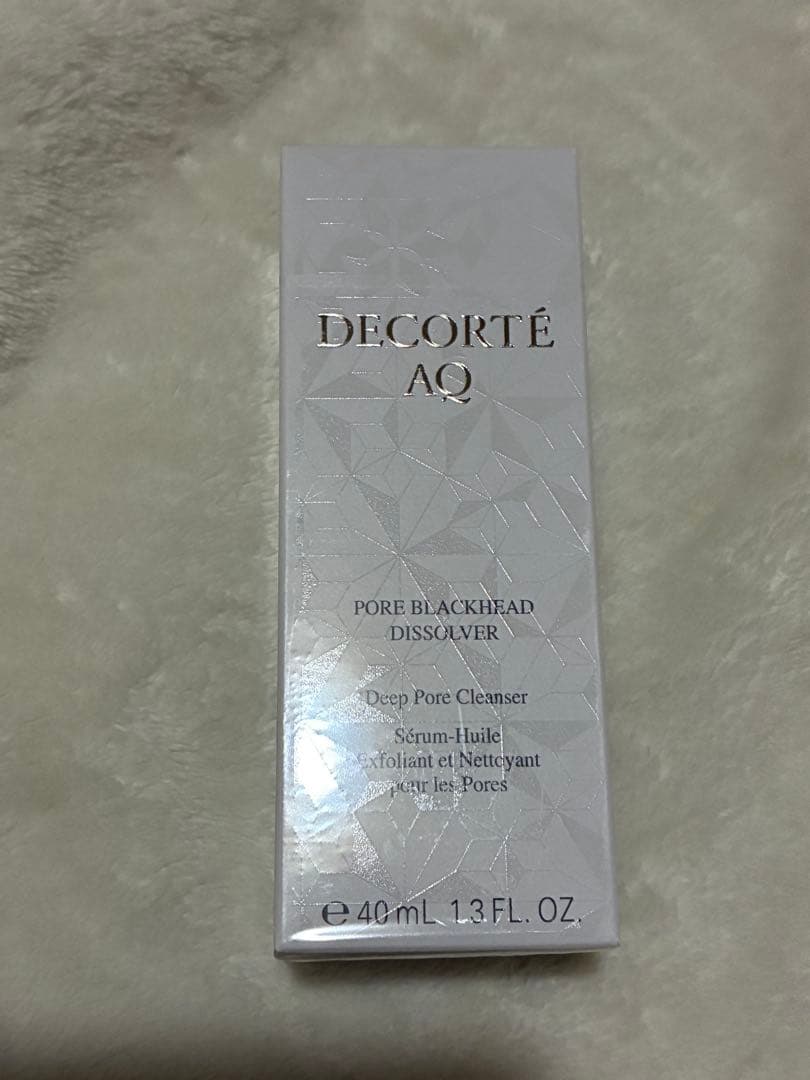 DECORTÉ
AQ
PORE BLACKHEAD
DISSOLVER
Deep Pore Cleanser
Sérum-Huile
Exfoliant et Nettoyant
pour les Pores
℮ 40 mL 1.3 FL. OZ.